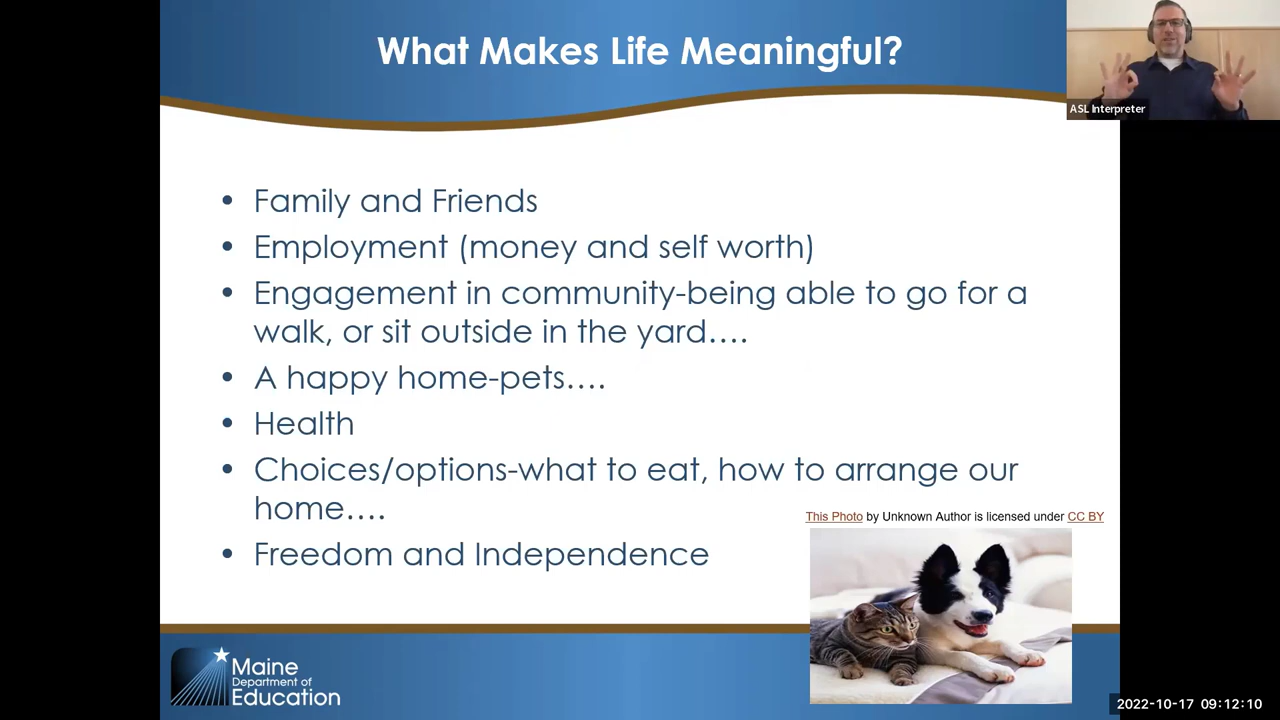 What Makes Life Meaningful?
ASL Interpreter
• Family and Friends
• Employment (money and self worth)
• Engagement in community-being able to go for a
walk, or sit outside in the yard....
• A happy home-pets....
• Health
• Choices/options-what to eat, how to arrange our
home....
• Freedom and Independence
This Photo by Unknown Author is licensed under CC BY
Maine
Department of
Education
2022-10-17 09:12:10